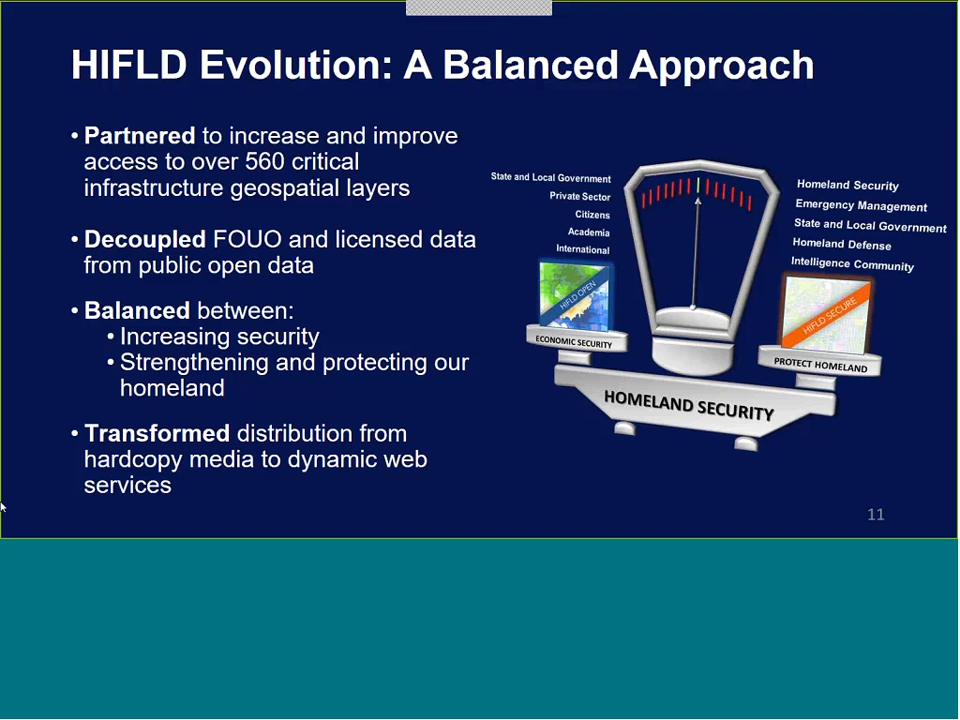 HIFLD Evolution: A Balanced Approach
• Partnered to increase and improve
access to over 560 critical
infrastructure geospatial layers
• Decoupled FOUO and licensed data
from public open data
• Balanced between:
• Increasing security
• Strengthening and protecting our
homeland
• Transformed distribution from
hardcopy media to dynamic web
services
State and Local Government
Private Sector
Citizens
Academia
International
HIFLD OPEN
ECONOMIC SECURITY
Homeland Security
Emergency Management
State and Local Government
Homeland Defense
Intelligence Community
HIFLD SECURE
PROTECT HOMELAND
HOMELAND SECURITY
11